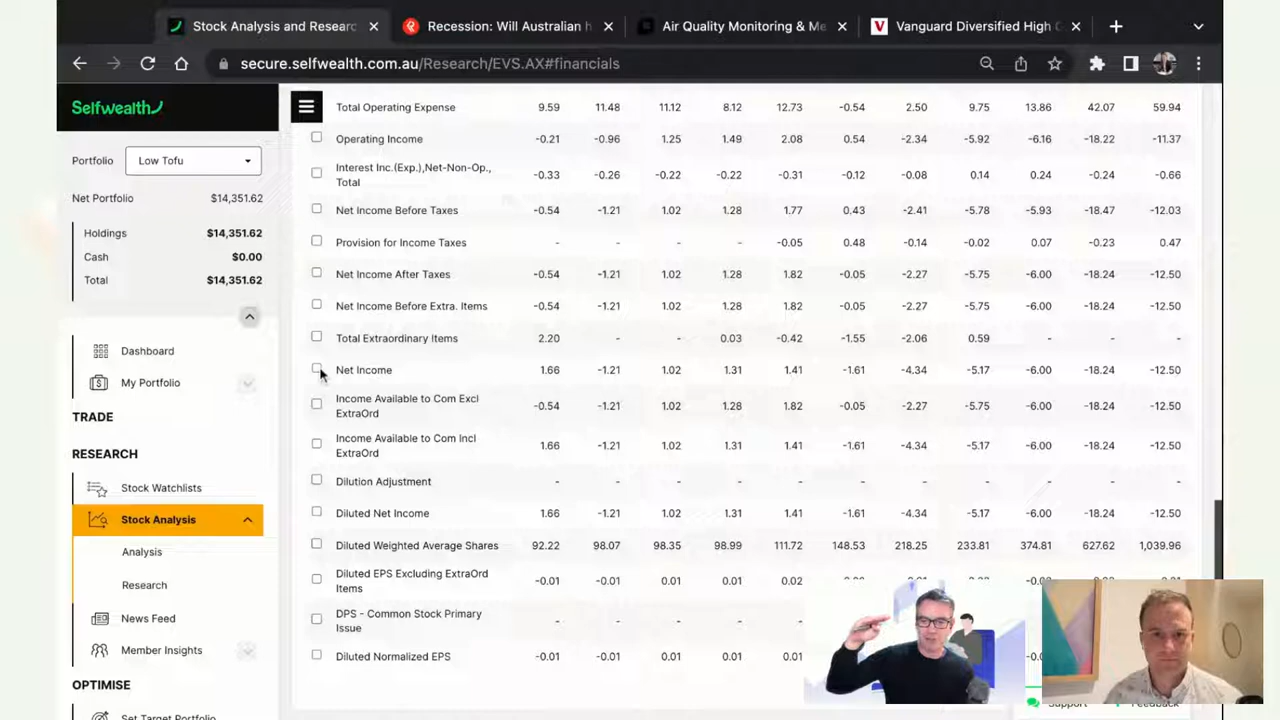 Stock Analysis and Researc
Recession: Will Australian h
Air Quality Monitoring & Me
Vanguard Diversified High G
secure.selfwealth.com.au/Research/EVS.AX#financials
Selfwealth
Portfolio Low Tofu
Net Portfolio $14,351.62
Holdings $14,351.62
Cash $0.00
Total $14,351.62
Dashboard
My Portfolio
TRADE
RESEARCH
Stock Watchlists
Stock Analysis
Analysis
Research
News Feed
Member Insights
OPTIMISE
Set Target Portfolio
Total Operating Expense 9.59 11.48 11.12 8.12 12.73 -0.54 2.50 9.75 13.86 42.07 59.94
Operating Income -0.21 -0.96 1.25 1.49 2.08 0.54 -2.34 -5.92 -6.16 -18.22 -11.37
Interest Inc.(Exp.),Net-Non-Op.,
Total -0.33 -0.26 -0.22 -0.22 -0.31 -0.12 -0.08 0.14 0.24 -0.24 -0.66
Net Income Before Taxes -0.54 -1.21 1.02 1.28 1.77 0.43 -2.41 -5.78 -5.93 -18.47 -12.03
Provision for Income Taxes - - - - -0.05 0.48 -0.14 -0.02 0.07 -0.23 0.47
Net Income After Taxes -0.54 -1.21 1.02 1.28 1.82 -0.05 -2.27 -5.75 -6.00 -18.24 -12.50
Net Income Before Extra. Items -0.54 -1.21 1.02 1.28 1.82 -0.05 -2.27 -5.75 -6.00 -18.24 -12.50
Total Extraordinary Items 2.20 - - 0.03 -0.42 -1.55 -2.06 0.59 - - -
Net Income 1.66 -1.21 1.02 1.31 1.41 -1.61 -4.34 -5.17 -6.00 -18.24 -12.50
Income Available to Com Excl
ExtraOrd -0.54 -1.21 1.02 1.28 1.82 -0.05 -2.27 -5.75 -6.00 -18.24 -12.50
Income Available to Com Incl
ExtraOrd 1.66 -1.21 1.02 1.31 1.41 -1.61 -4.34 -5.17 -6.00 -18.24 -12.50
Dilution Adjustment - - - - - - - - - - -
Diluted Net Income 1.66 -1.21 1.02 1.31 1.41 -1.61 -4.34 -5.17 -6.00 -18.24 -12.50
Diluted Weighted Average Shares 92.22 98.07 98.35 98.99 111.72 148.53 218.25 233.81 374.81 627.62 1,039.96
Diluted EPS Excluding ExtraOrd
Items -0.01 -0.01 0.01 0.01 0.02
DPS - Common Stock Primary
Issue - - - - -
Diluted Normalized EPS -0.01 -0.01 0.01 0.01 0.01
Support Feedback